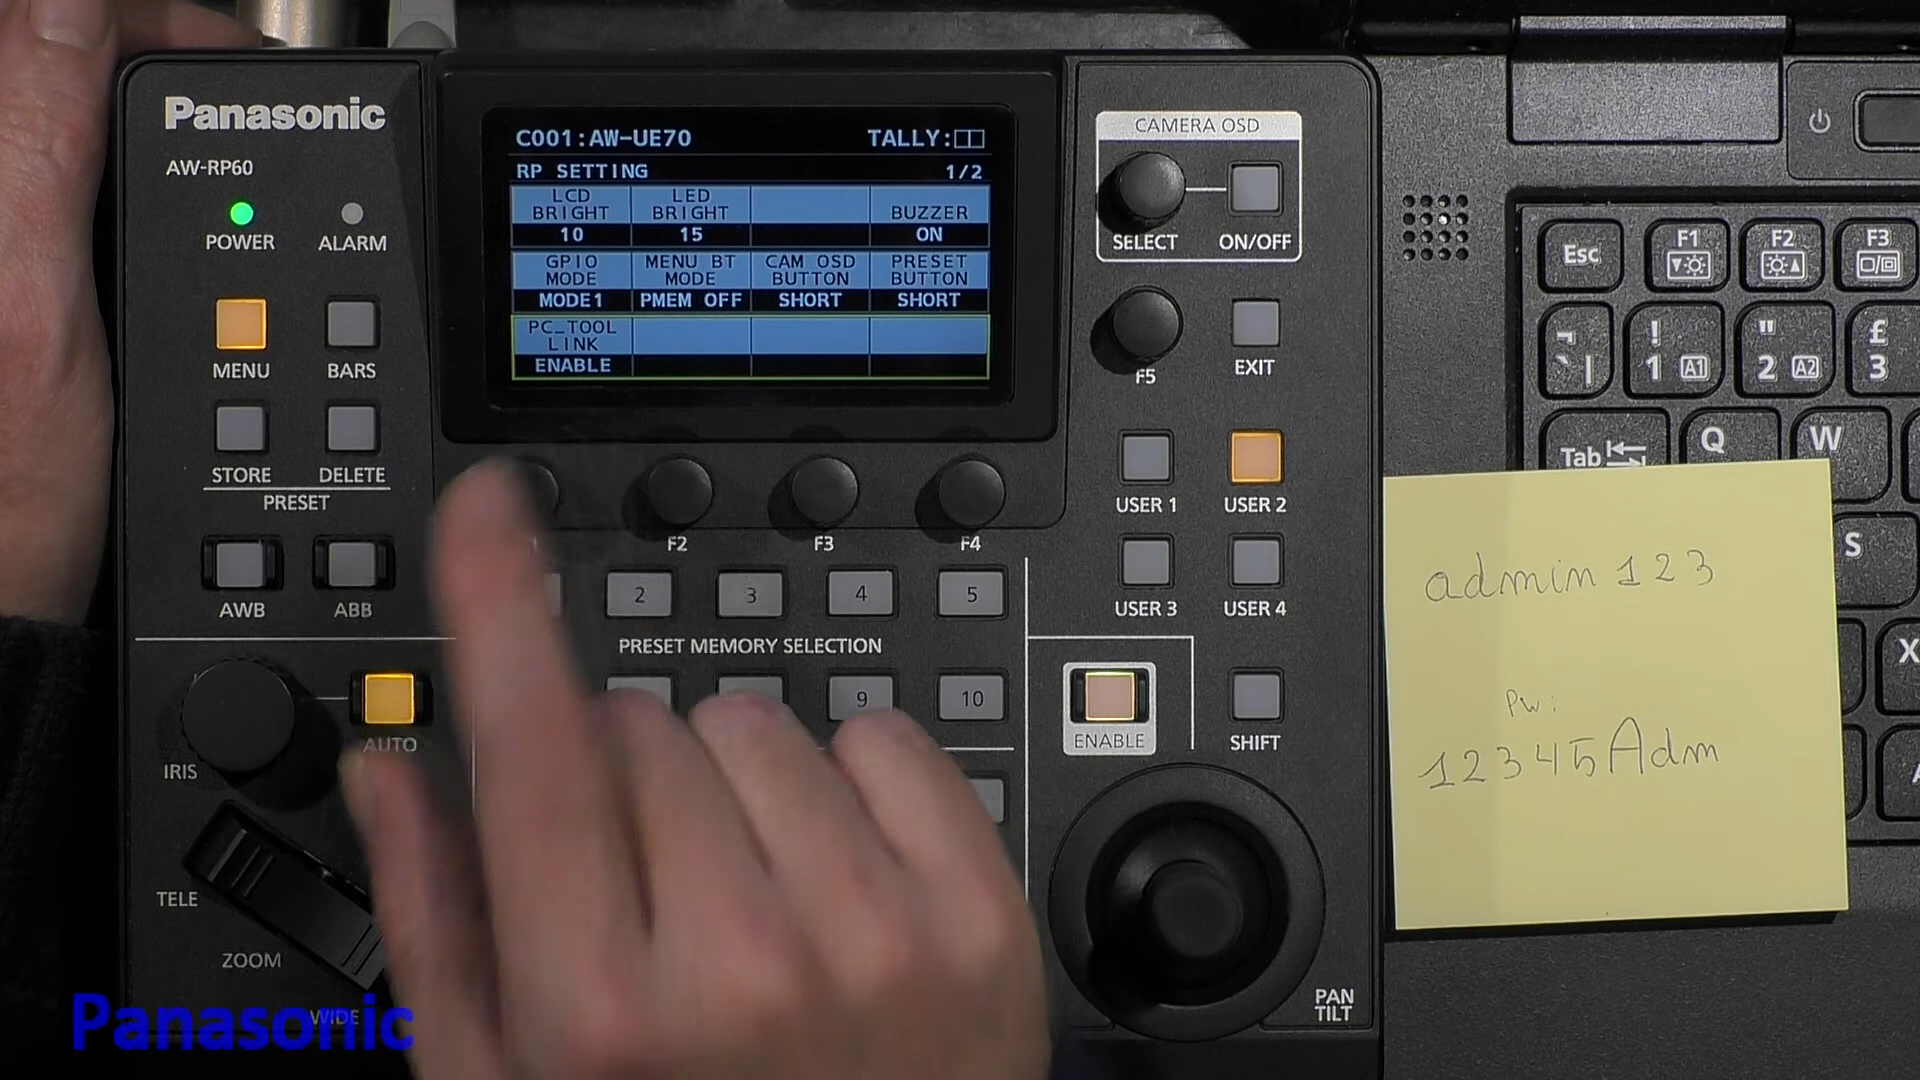 Panasonic
AW-RP60
POWER
ALARM
MENU
BARS
STORE
DELETE
PRESET
AWB
ABB
AUTO
IRIS
TELE
ZOOM
WIDE
Panasonic
C001:AW-UE70
TALLY:
RP SETTING
1/2
LCD
BRIGHT
10
LED
BRIGHT
15
BUZZER
ON
GPIO
MODE
MODE1
MENU BT
MODE
PMEM OFF
CAM OSD
BUTTON
SHORT
PRESET
BUTTON
SHORT
PC_TOOL
LINK
ENABLE
F2
F3
F4
2
3
4
5
PRESET MEMORY SELECTION
9
10
CAMERA OSD
SELECT
ON/OFF
F5
EXIT
USER 1
USER 2
USER 3
USER 4
ENABLE
SHIFT
PAN
TILT
Esc
F1
F2
F3
!
1 A1
"
2 A2
£
3
Tab
Q
W
S
X
admin 123
Pw:
12345Adm